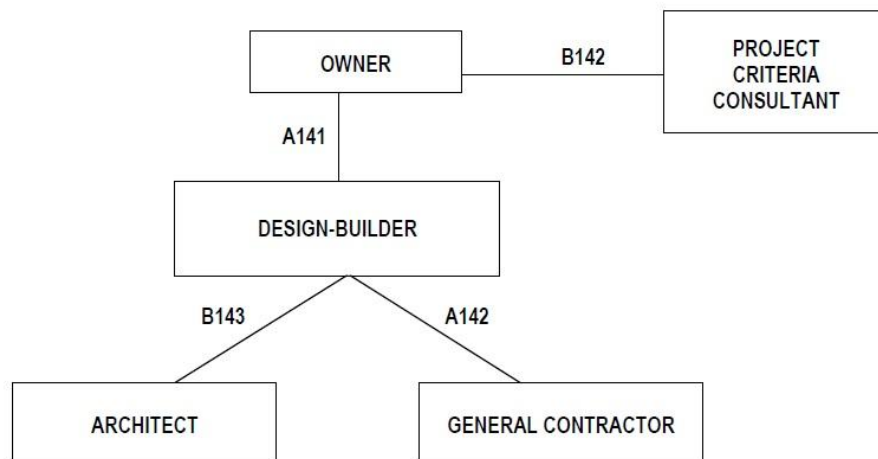 OWNER
B142
PROJECT
CRITERIA
CONSULTANT
A141
DESIGN-BUILDER
B143
A142
ARCHITECT
GENERAL CONTRACTOR